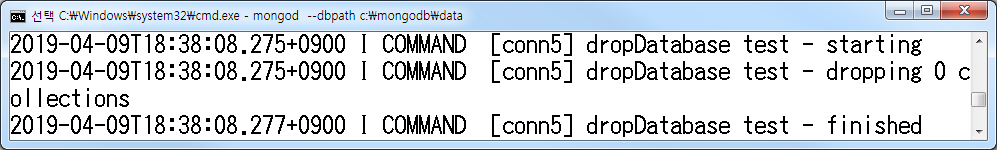 선택 C:₩Windows₩system32₩cmd.exe - mongod  --dbpath c:₩mongodb₩data
2019-04-09T18:38:08.275+0900 I COMMAND  [conn5] dropDatabase test - starting
2019-04-09T18:38:08.275+0900 I COMMAND  [conn5] dropDatabase test - dropping 0 c
ollections
2019-04-09T18:38:08.277+0900 I COMMAND  [conn5] dropDatabase test - finished